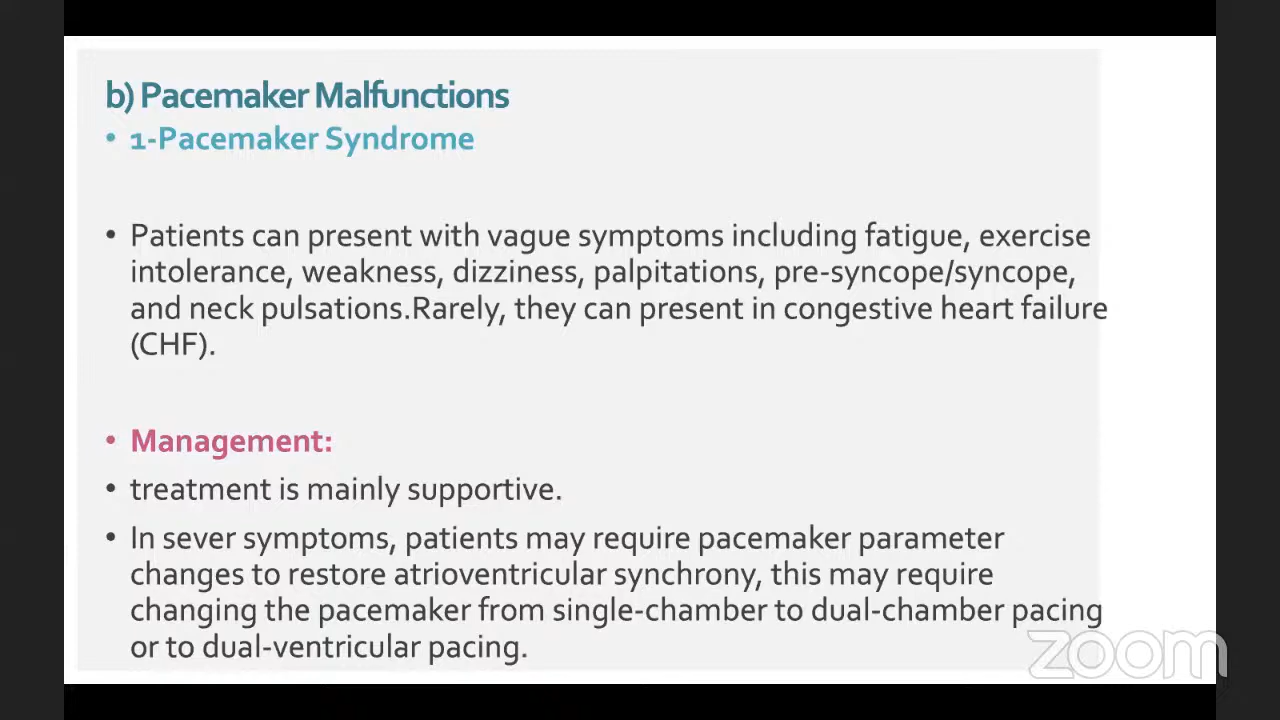 b) Pacemaker Malfunctions
• 1-Pacemaker Syndrome
• Patients can present with vague symptoms including fatigue, exercise
intolerance, weakness, dizziness, palpitations, pre-syncope/syncope,
and neck pulsations.Rarely, they can present in congestive heart failure
(CHF).
• Management:
• treatment is mainly supportive.
• In sever symptoms, patients may require pacemaker parameter
changes to restore atrioventricular synchrony, this may require
changing the pacemaker from single-chamber to dual-chamber pacing
or to dual-ventricular pacing.
zoom